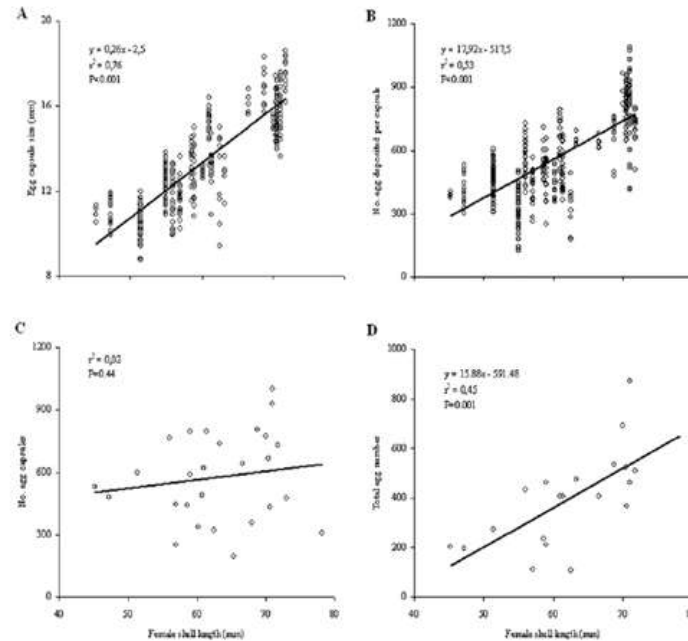 A
y = 0,26x - 2,5
r² = 0,76
P<0.001
Egg capsule size (mm)
20
16
12
8
B
y = 17,92x - 517,5
r² = 0,53
P<0.001
No. egg deposited per capsule
1200
900
600
300
0
C
r² = 0,02
P=0.44
No. egg capsules
1200
900
600
300
0
40
50
60
70
80
Female shell length (mm)
D
y = 15.88x - 591.48
r² = 0,45
P=0.001
Total egg number
1000
800
600
400
200
0
40
50
60
70
80
Female shell length (mm)